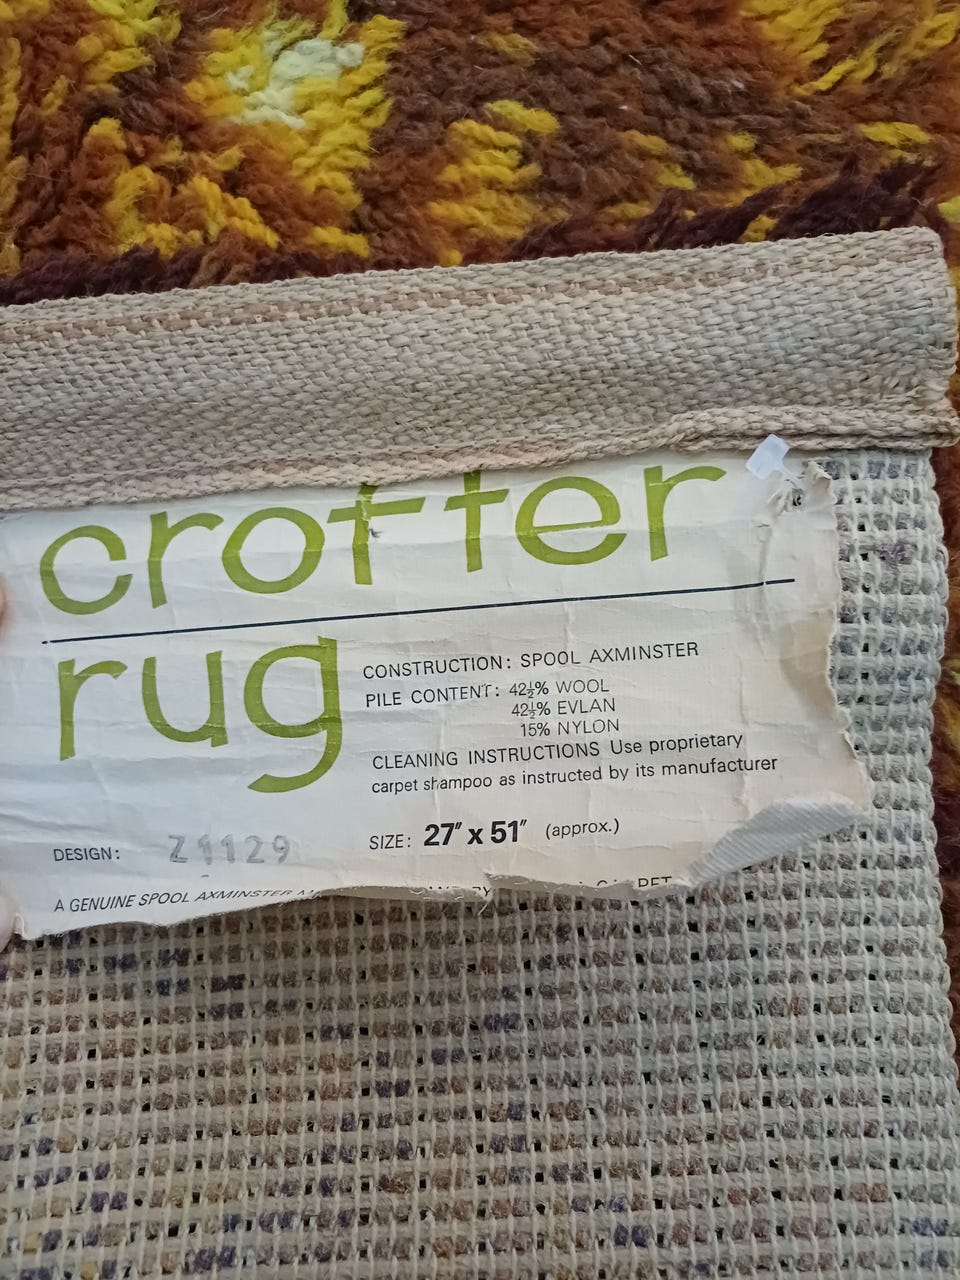 crofter
rug
CONSTRUCTION: SPOOL AXMINSTER
PILE CONTENT: 42½% WOOL
42½% EVLAN
15% NYLON
CLEANING INSTRUCTIONS Use proprietary
carpet shampoo as instructed by its manufacturer
DESIGN: Z1129
SIZE: 27" x 51" (approx.)
A GENUINE SPOOL AXMINSTER